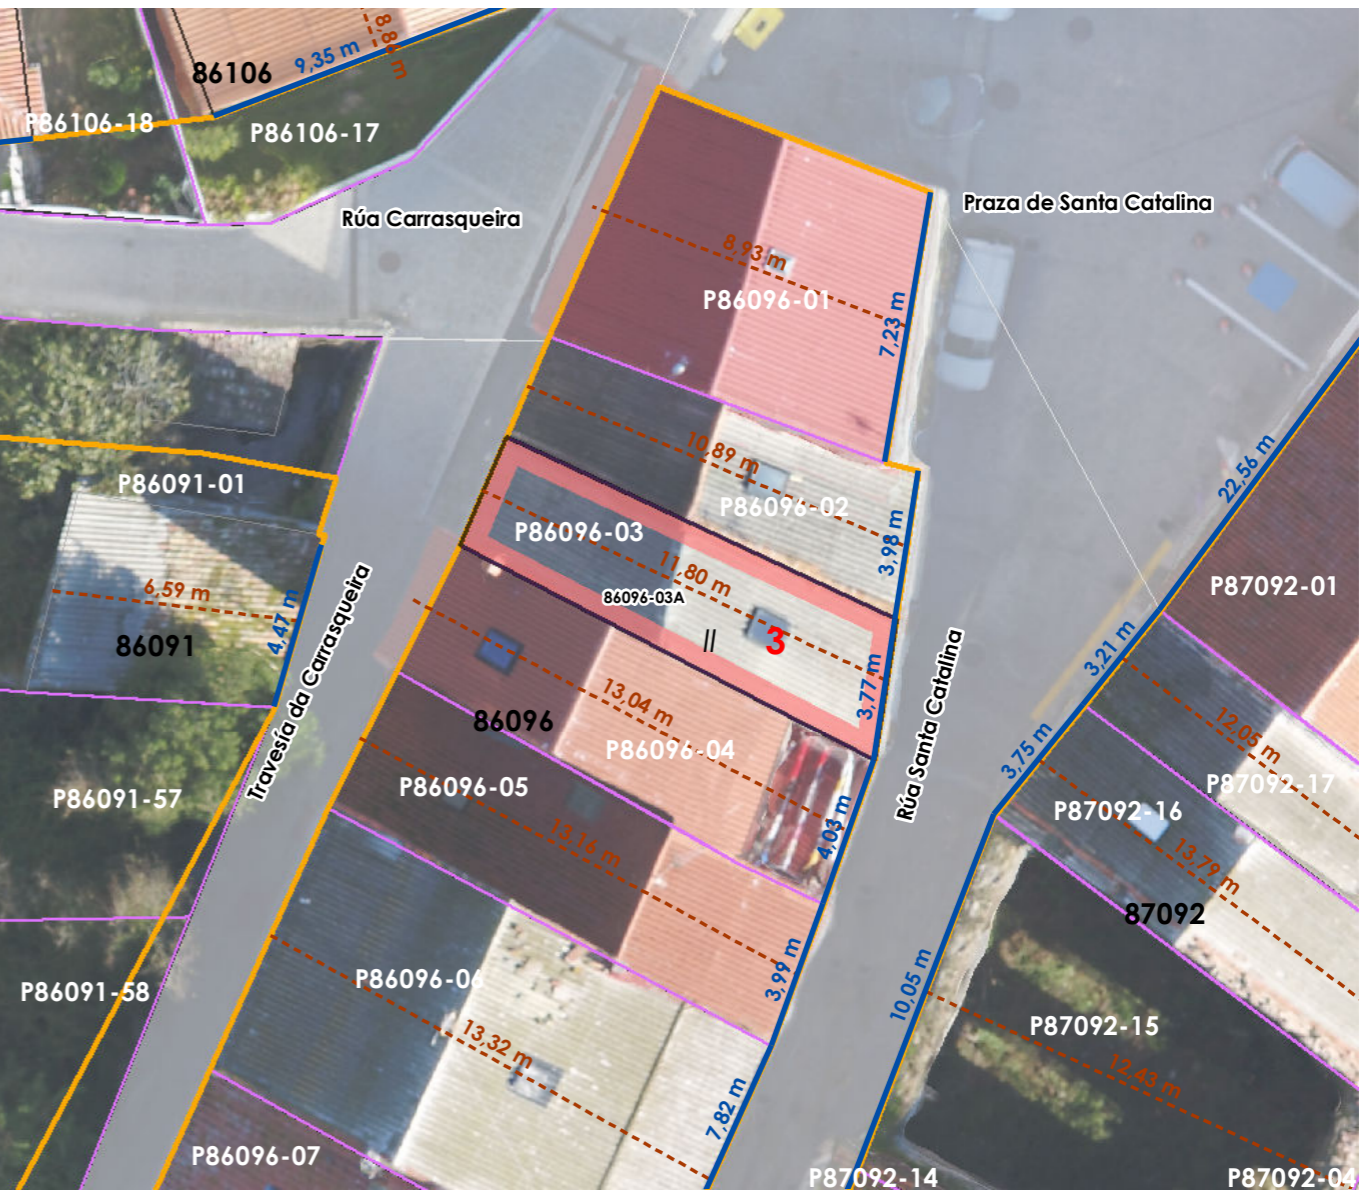 8,86 m
9,35 m
86106
P86106-18
P86106-17
Rúa Carrasqueira
Praza de Santa Catalina
8,93 m
P86096-01
7,23 m
10,89 m
P86096-02
3,98 m
22,56 m
P86091-01
P86096-03
11,80 m
86096-03A
II
3
3,77 m
6,59 m
4,47 m
86091
Travesía da Carrasqueira
P87092-01
3,21 m
Rúa Santa Catalina
13,04 m
86096
P86096-04
3,75 m
12,05 m
P87092-17
P86091-57
P86096-05
P87092-16
4,03 m
13,16 m
13,79 m
87092
P86091-58
P86096-06
3,99 m
10,05 m
P87092-15
13,32 m
12,43 m
7,82 m
P86096-07
P87092-14
P87092-04